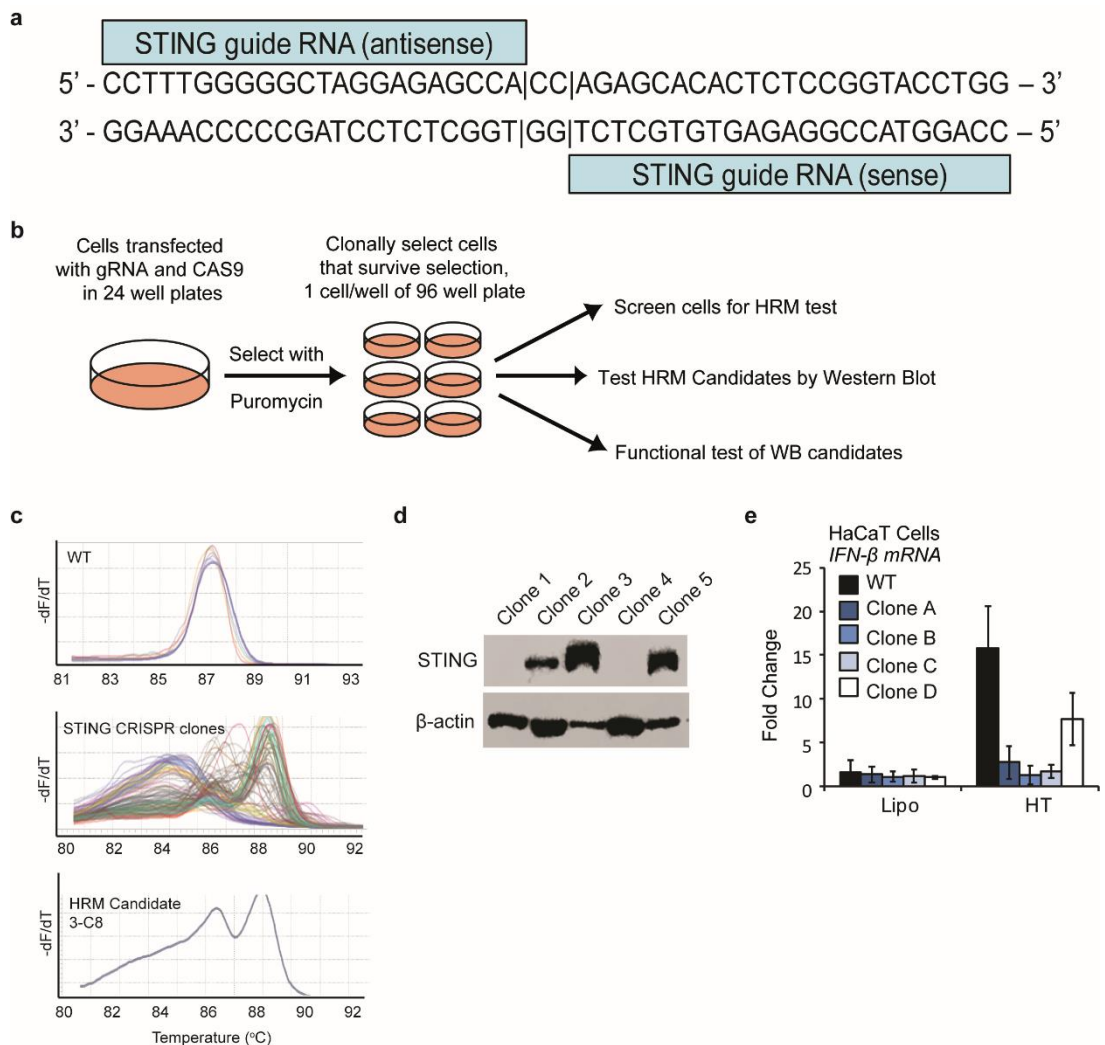 a
STING guide RNA (antisense)
5' - CCTTTGGGGGCTAGGAGAGCCA|CC|AGAGCACACTCTCCGGTACCTGG – 3'
3' - GGAAACCCCCGATCCTCTCGGT|GG|TCTCGTGTGAGAGGCCATGGACC – 5'
STING guide RNA (sense)
b
Cells transfected
with gRNA and CAS9
in 24 well plates
Select with
Puromycin
Clonally select cells
that survive selection,
1 cell/well of 96 well plate
Screen cells for HRM test
Test HRM Candidates by Western Blot
Functional test of WB candidates
c
WT
-dF/dT
81 83 85 87 89 91 93
STING CRISPR clones
-dF/dT
80 82 84 86 88 90 92
HRM Candidate
3-C8
-dF/dT
80 82 84 86 88 90 92
Temperature (°C)
d
Clone 1 Clone 2 Clone 3 Clone 4 Clone 5
STING
β-actin
e
HaCaT Cells
IFN-β mRNA
WT
Clone A
Clone B
Clone C
Clone D
Fold Change
25
20
15
10
5
0
Lipo HT